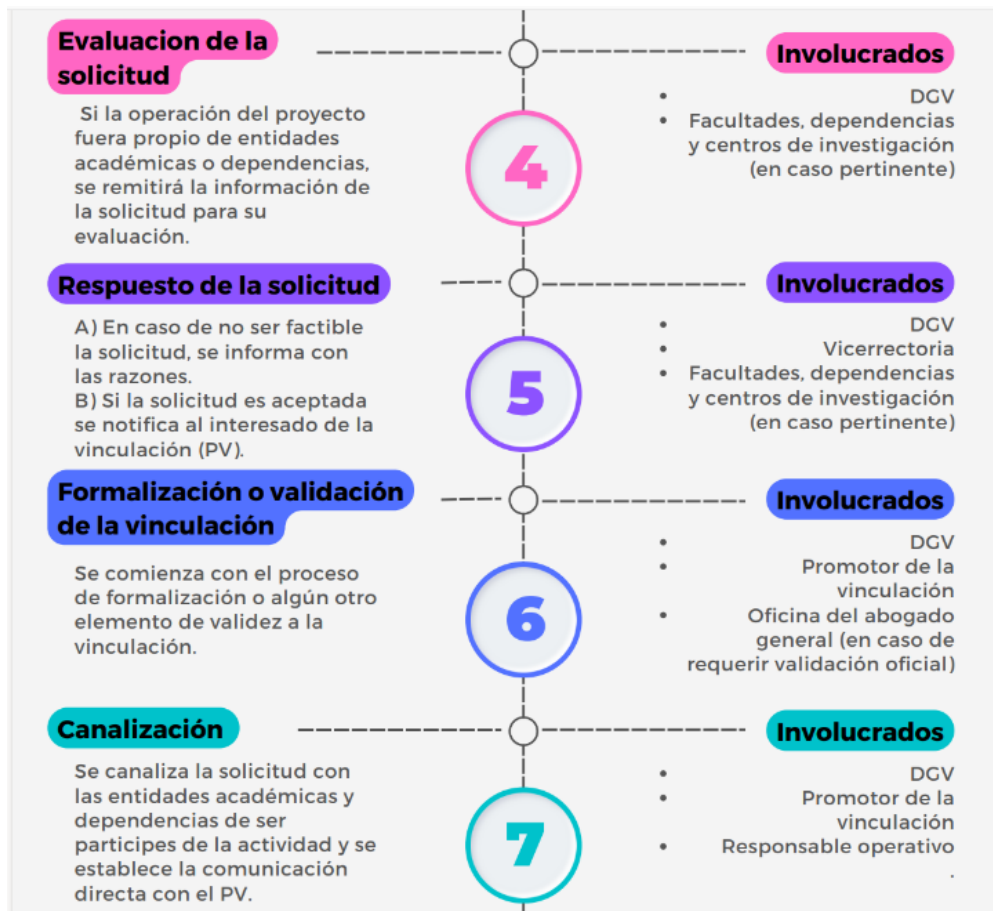 Evaluacion de la
solicitud
Si la operación del proyecto
fuera propio de entidades
académicas o dependencias,
se remitirá la información de
la solicitud para su
evaluación.
4
Involucrados
• DGV
• Facultades, dependencias
y centros de investigación
(en caso pertinente)
Respuesto de la solicitud
A) En caso de no ser factible
la solicitud, se informa con
las razones.
B) Si la solicitud es aceptada
se notifica al interesado de la
vinculación (PV).
5
Involucrados
• DGV
• Vicerrectoria
• Facultades, dependencias
y centros de investigación
(en caso pertinente)
Formalización o validación
de la vinculación
Se comienza con el proceso
de formalización o algún otro
elemento de validez a la
vinculación.
6
Involucrados
• DGV
• Promotor de la
vinculación
• Oficina del abogado
general (en caso de
requerir validación oficial)
Canalización
Se canaliza la solicitud con
las entidades académicas y
dependencias de ser
participes de la actividad y se
establece la comunicación
directa con el PV.
7
Involucrados
• DGV
• Promotor de la
vinculación
• Responsable operativo
.